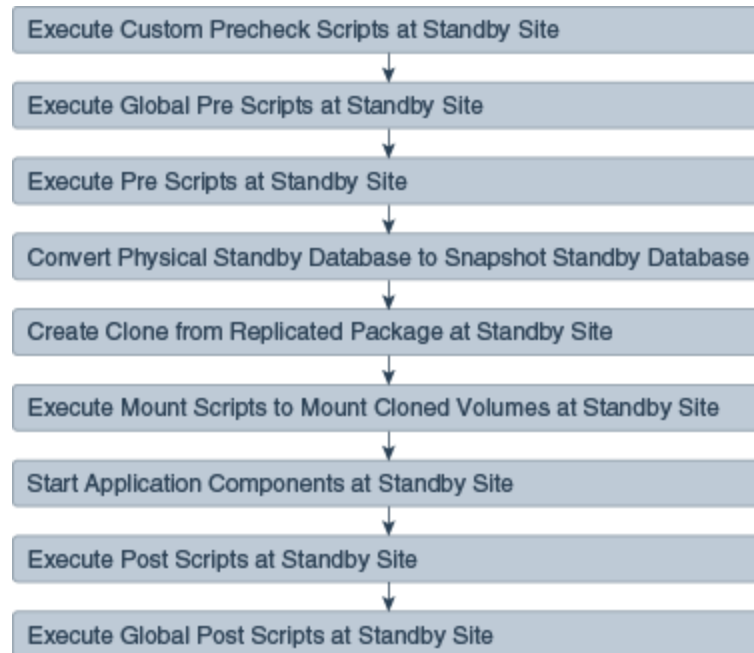 Execute Custom Precheck Scripts at Standby Site
Execute Global Pre Scripts at Standby Site
Execute Pre Scripts at Standby Site
Convert Physical Standby Database to Snapshot Standby Database
Create Clone from Replicated Package at Standby Site
Execute Mount Scripts to Mount Cloned Volumes at Standby Site
Start Application Components at Standby Site
Execute Post Scripts at Standby Site
Execute Global Post Scripts at Standby Site